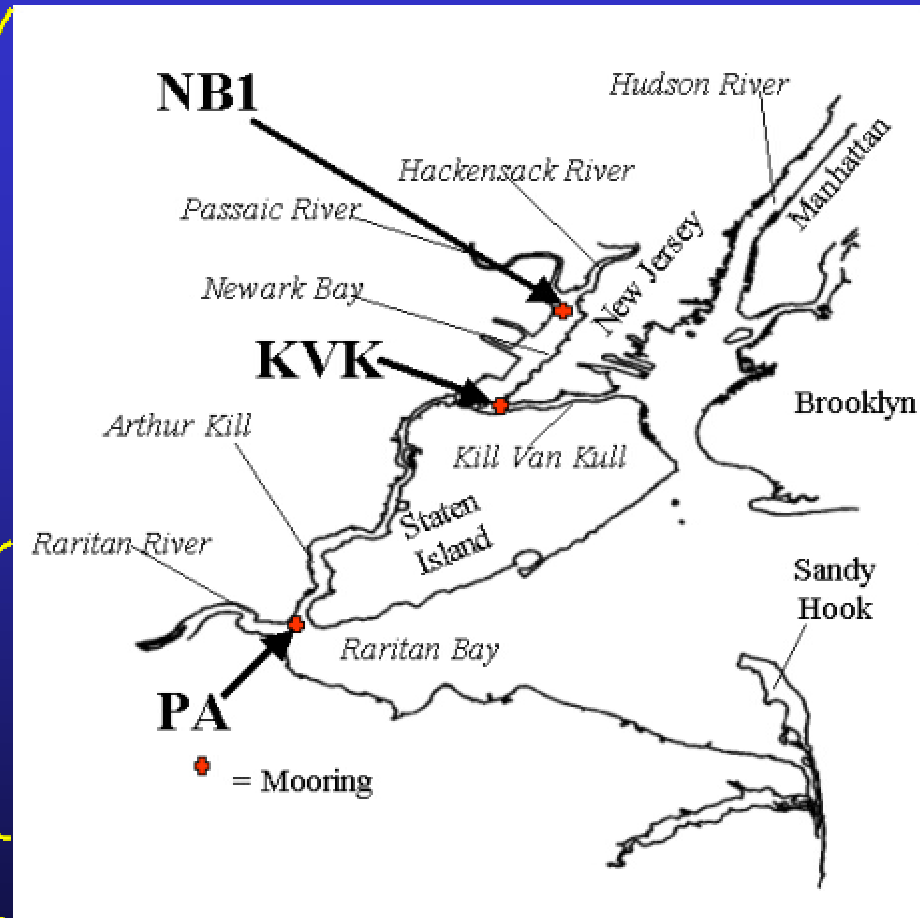 Hudson River
NB1
Manhattan
Hackensack River
Passaic River
New Jersey
Newark Bay
KVK
Brooklyn
Arthur Kill
Kill Van Kull
Staten
Island
Raritan River
Sandy
Hook
Raritan Bay
PA
= Mooring